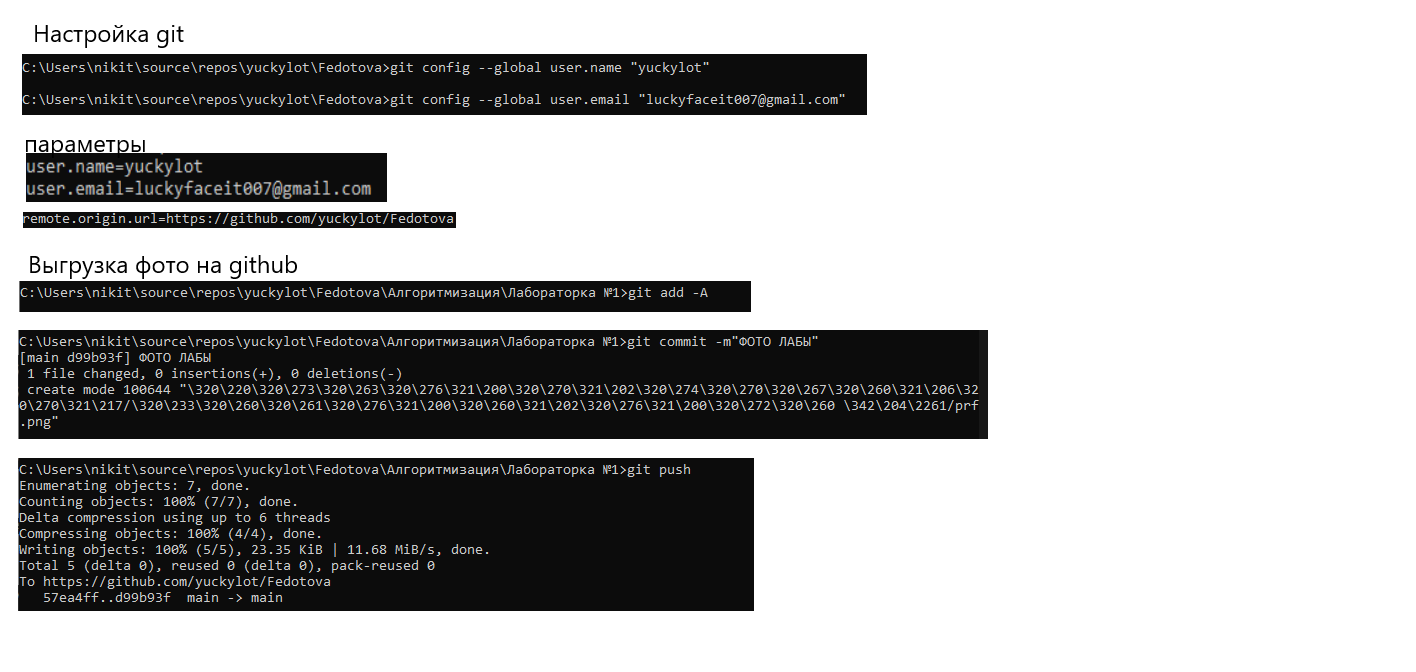 Настройка git
C:\Users\nikit\source\repos\yuckylot\Fedotova>git config --global user.name "yuckylot"
C:\Users\nikit\source\repos\yuckylot\Fedotova>git config --global user.email "luckyfaceit007@gmail.com"
параметры
user.name=yuckylot
user.email=luckyfaceit007@gmail.com
remote.origin.url=https://github.com/yuckylot/Fedotova
Выгрузка фото на github
C:\Users\nikit\source\repos\yuckylot\Fedotova\Алгоритмизация\Лабораторка №1>git add -A
C:\Users\nikit\source\repos\yuckylot\Fedotova\Алгоритмизация\Лабораторка №1>git commit -m"ФОТО ЛАБЫ"
[main d99b93f] ФОТО ЛАБЫ
1 file changed, 0 insertions(+), 0 deletions(-)
create mode 100644 "\320\220\320\273\320\263\320\276\321\200\320\270\321\202\320\274\320\270\320\267\320\260\321\206\32
0\270\321\217/\320\233\320\260\320\261\320\276\321\200\320\260\321\202\320\276\321\200\320\272\320\260 \342\204\2261/prf
.png"
C:\Users\nikit\source\repos\yuckylot\Fedotova\Алгоритмизация\Лабораторка №1>git push
Enumerating objects: 7, done.
Counting objects: 100% (7/7), done.
Delta compression using up to 6 threads
Compressing objects: 100% (4/4), done.
Writing objects: 100% (5/5), 23.35 KiB | 11.68 MiB/s, done.
Total 5 (delta 0), reused 0 (delta 0), pack-reused 0
To https://github.com/yuckylot/Fedotova
57ea4ff..d99b93f  main -> main